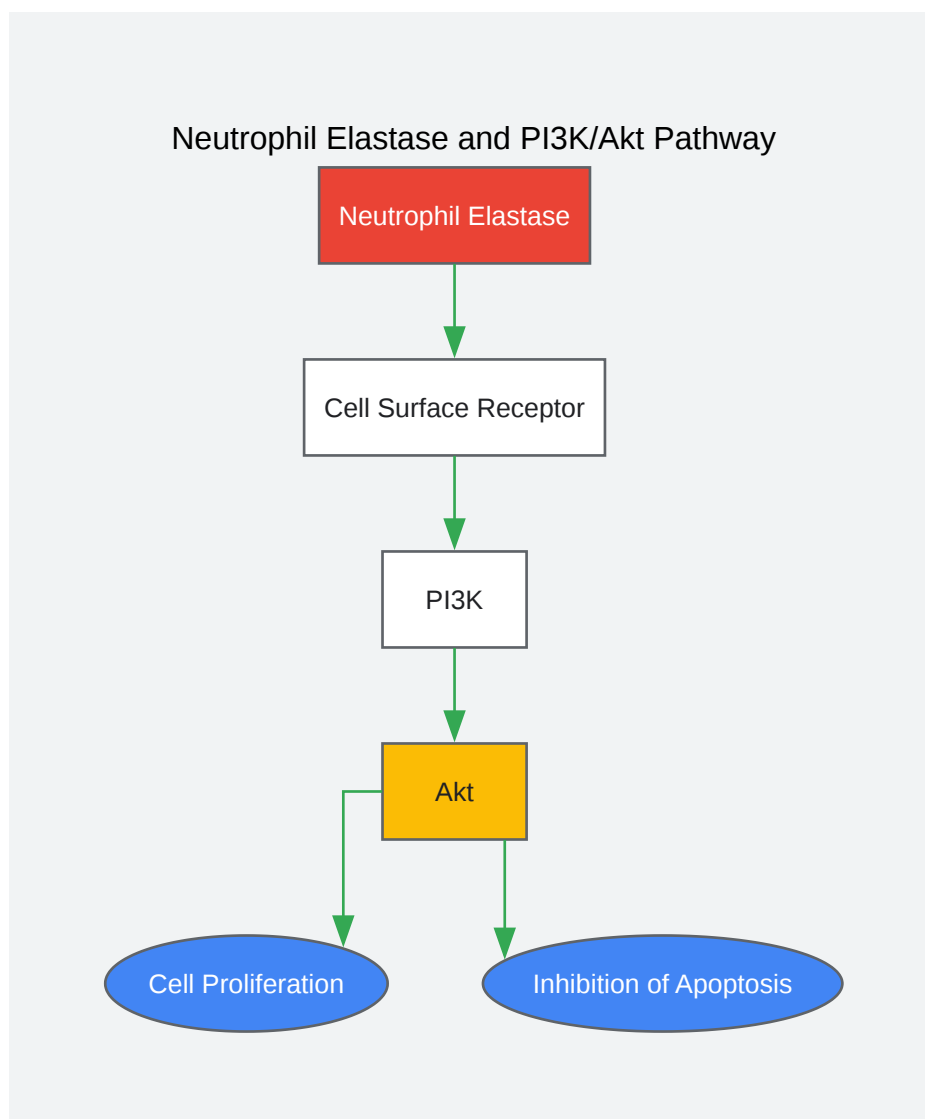 Neutrophil Elastase and PI3K/Akt Pathway
Neutrophil Elastase
Cell Surface Receptor
PI3K
Akt
Cell Proliferation
Inhibition of Apoptosis